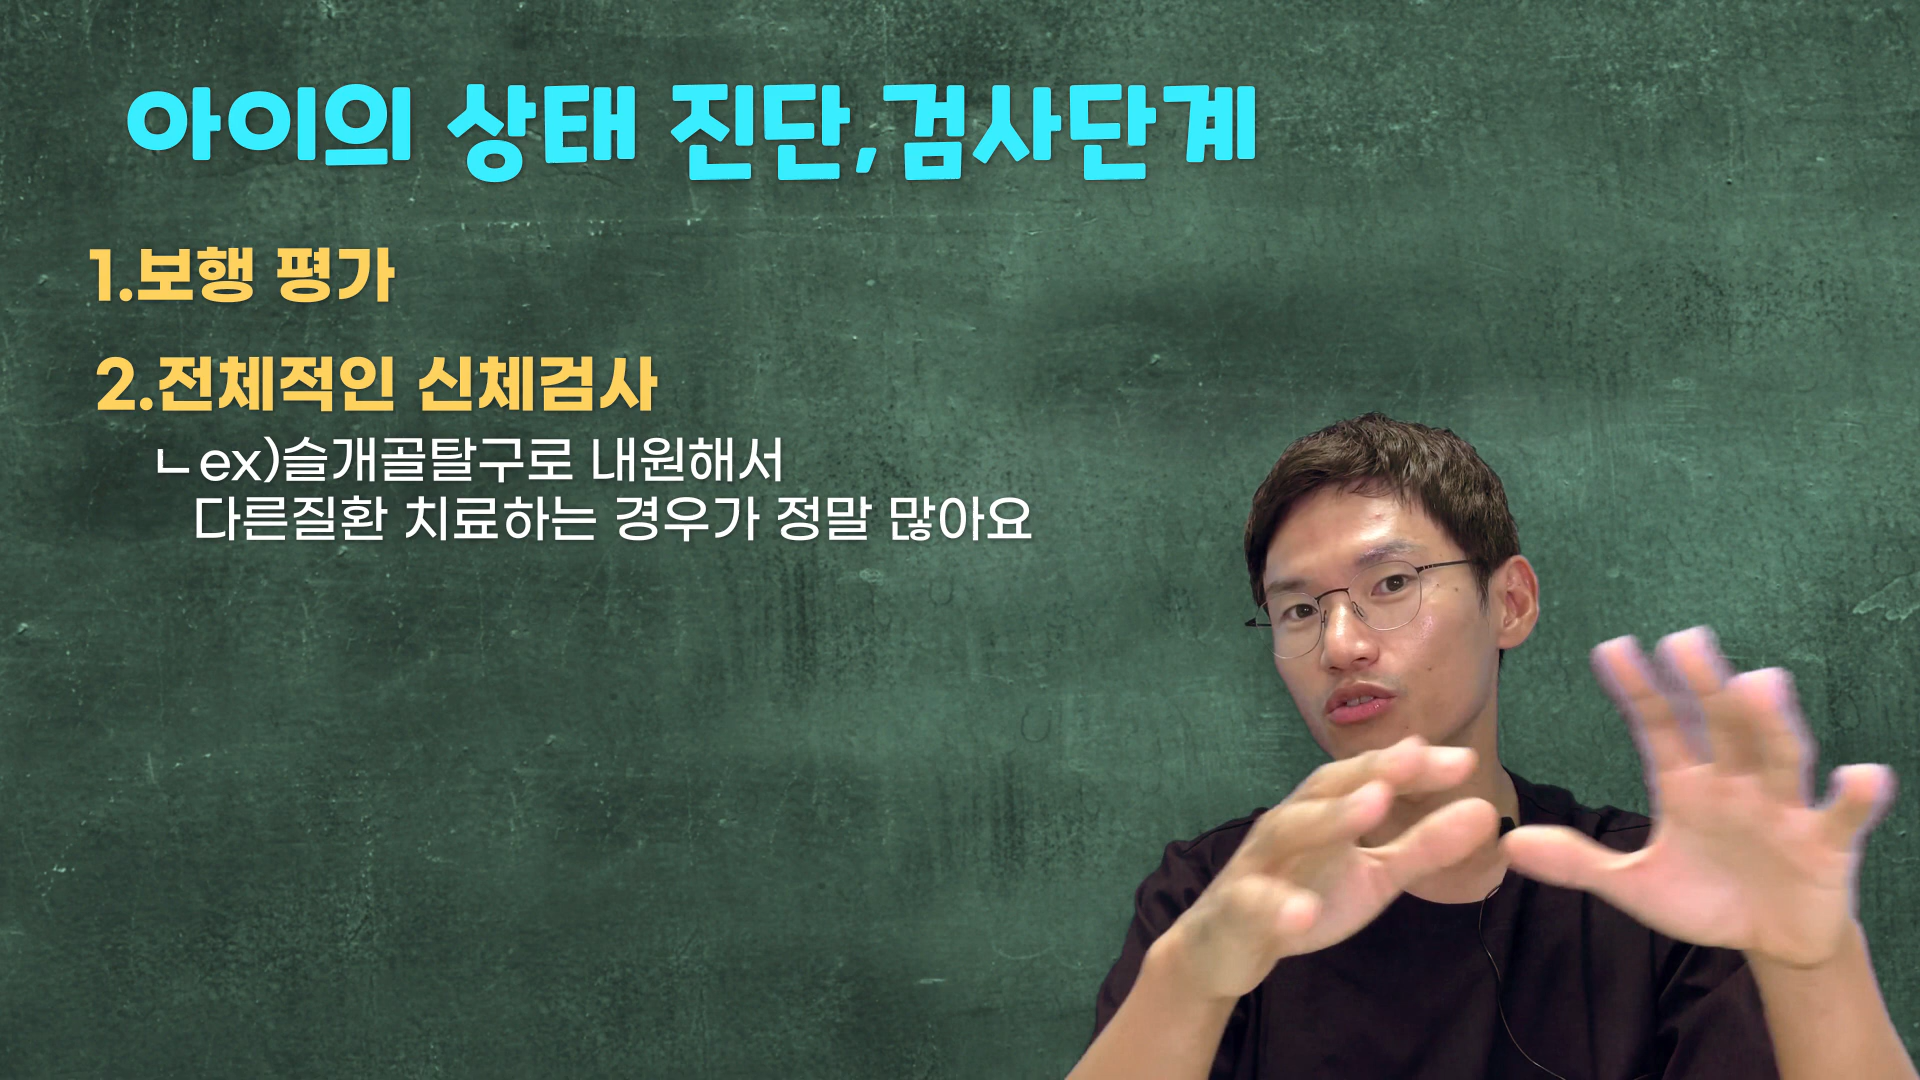 아이의 상태 진단,검사단계
1.보행 평가
2.전체적인 신체검사
ㄴex)슬개골탈구로 내원해서
다른질환 치료하는 경우가 정말 많아요